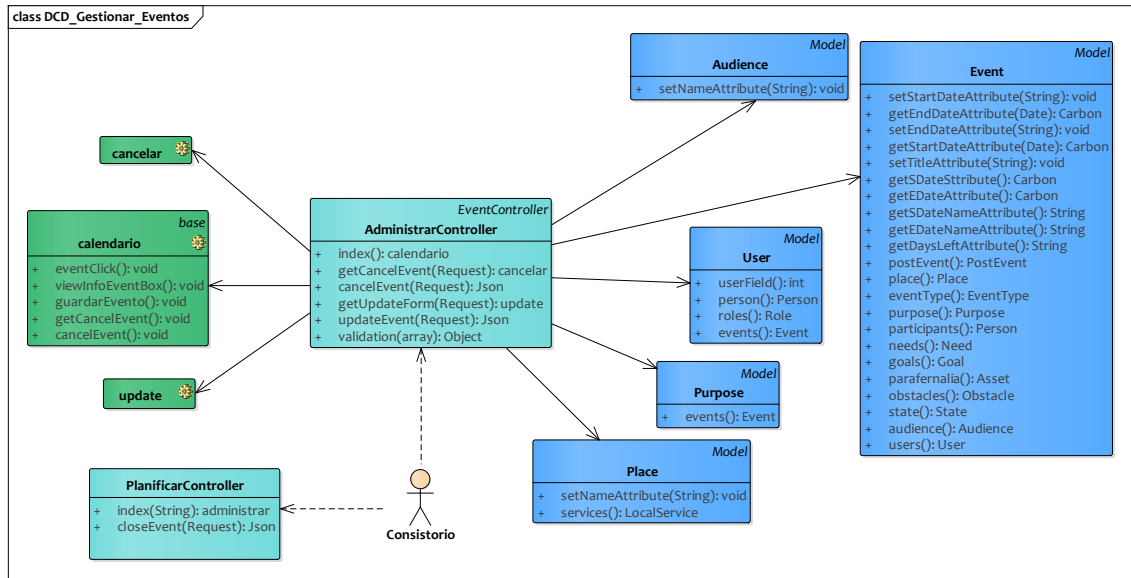 class DCD_Gestionar_Eventos
Model
Audience
+ setNameAttribute(String): void
Model
Event
+ setStartDateAttribute(String): void
+ getEndDateAttribute(Date): Carbon
+ setEndDateAttribute(String): void
+ getStartDateAttribute(Date): Carbon
+ setTitleAttribute(String): void
+ getSDateSttribute(): Carbon
+ getEDateAttribute(): Carbon
+ getSDateNameAttribute(): String
+ getEDateNameAttribute(): String
+ getDaysLeftAttribute(): String
+ postEvent(): PostEvent
+ place(): Place
+ eventType(): EventType
+ purpose(): Purpose
+ participants(): Person
+ needs(): Need
+ goals(): Goal
+ parafernalia(): Asset
+ obstacles(): Obstacle
+ state(): State
+ audience(): Audience
+ users(): User
cancelar
base
calendario
+ eventClick(): void
+ viewInfoEventBox(): void
+ guardarEvento(): void
+ getCancelEvent(): void
+ cancelEvent(): void
EventController
AdministrarController
+ index(): calendario
+ getCancelEvent(Request): cancelar
+ cancelEvent(Request): Json
+ getUpdateForm(Request): update
+ updateEvent(Request): Json
+ validation(array): Object
Model
User
+ userField(): int
+ person(): Person
+ roles(): Role
+ events(): Event
update
Model
Purpose
+ events(): Event
Model
Place
+ setNameAttribute(String): void
+ services(): LocalService
PlanificarController
+ index(String): administrar
+ closeEvent(Request): Json
Consistorio